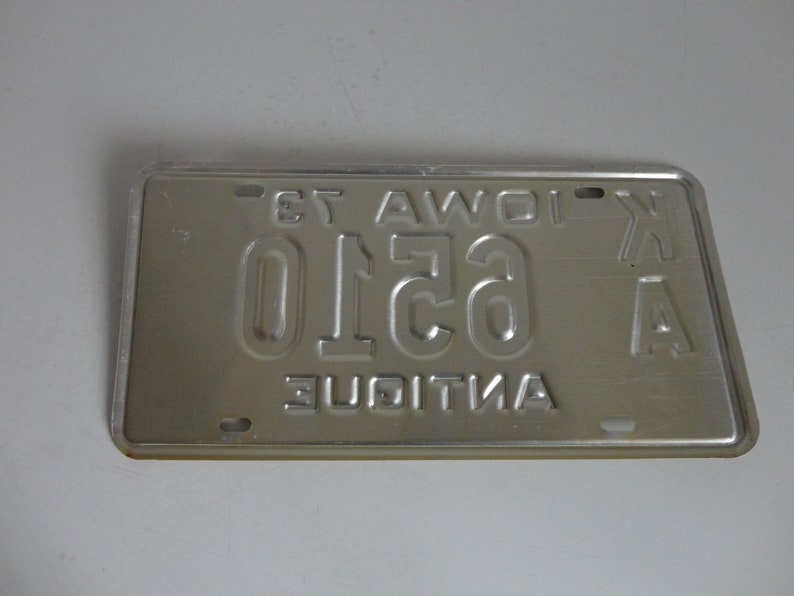 K IOWA 73
A 6510
ANTIQUE